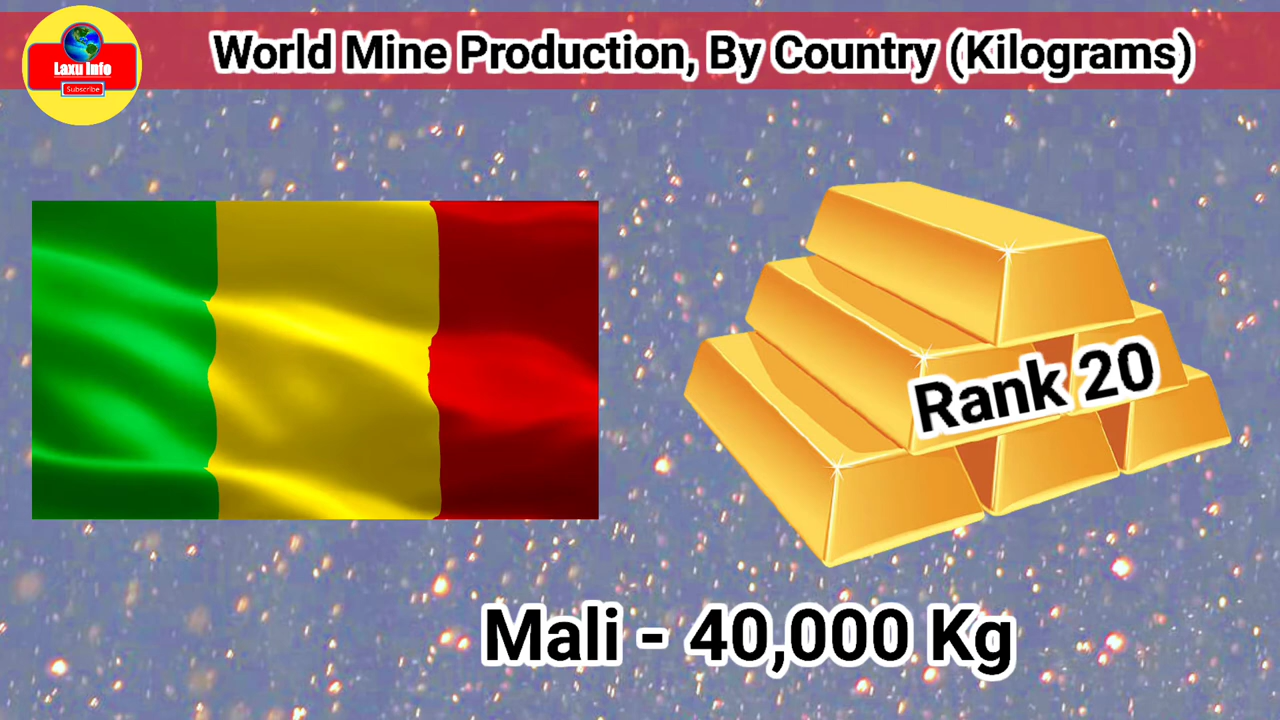 World Mine Production, By Country (Kilograms)
Laxu Info
Subscribe
Rank 20
Mali - 40,000 Kg